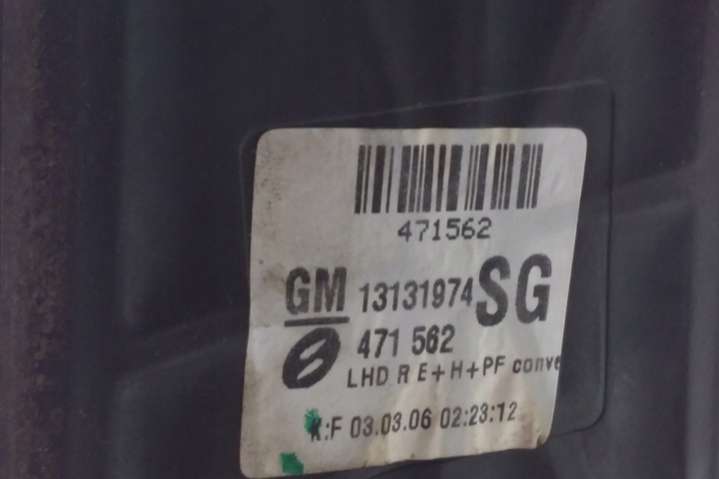 471562
GM 13131974 SG
471 562
LHD R E+H+PF conve
K:F 03.03.06 02:23:12